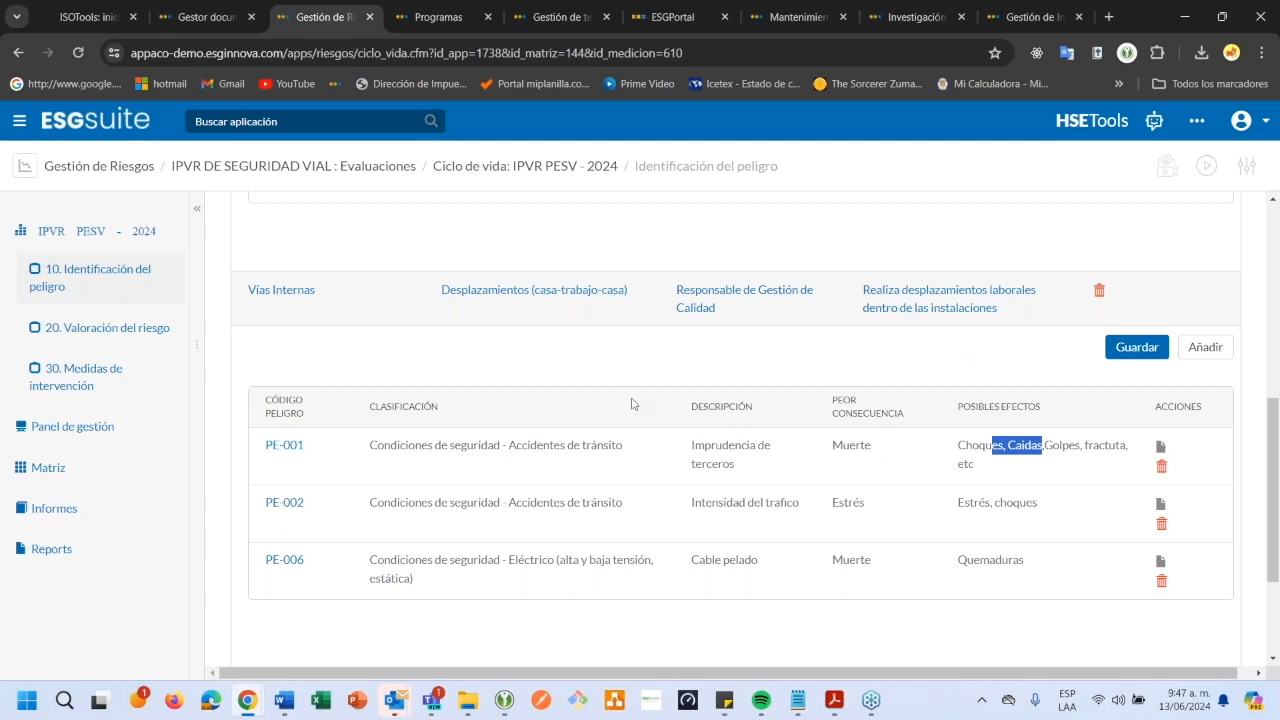 ISOTools: inic
Gestor docun
Gestión de Ri
Programas
Gestión de te
ESGPortal
Mantenimien
Investigación
Gestión de In
appaco-demo.esginnova.com/apps/riesgos/ciclo_vida.cfm?id_app=1738&id_matriz=144&id_medicion=610
http://www.google....
hotmail
Gmail
YouTube
Dirección de Impue...
Portal miplanilla.co...
Prime Video
Icetex - Estado de c...
The Sorcerer Zuma...
Mi Calculadora - Mi...
»
Todos los marcadores
ESGsuite
Buscar aplicación
HSETools
Gestión de Riesgos / IPVR DE SEGURIDAD VIAL : Evaluaciones / Ciclo de vida: IPVR PESV - 2024 / Identificación del peligro
«
IPVR PESV - 2024
10. Identificación del
peligro
20. Valoración del riesgo
30. Medidas de
intervención
Panel de gestión
Matriz
Informes
Reports
Vías Internas
Desplazamientos (casa-trabajo-casa)
Responsable de Gestión de
Calidad
Realiza desplazamientos laborales
dentro de las instalaciones
Guardar
Añadir
CÓDIGO
PELIGRO
CLASIFICACIÓN
DESCRIPCIÓN
PEOR
CONSECUENCIA
POSIBLES EFECTOS
ACCIONES
PE-001
Condiciones de seguridad - Accidentes de tránsito
Imprudencia de
terceros
Muerte
Choques, Caidas,Golpes, fractuta,
etc
PE-002
Condiciones de seguridad - Accidentes de tránsito
Intensidad del trafico
Estrés
Estrés, choques
PE-006
Condiciones de seguridad - Eléctrico (alta y baja tensión,
estática)
Cable pelado
Muerte
Quemaduras
1
1
ESP
LAA
9:47 a. m.
13/06/2024